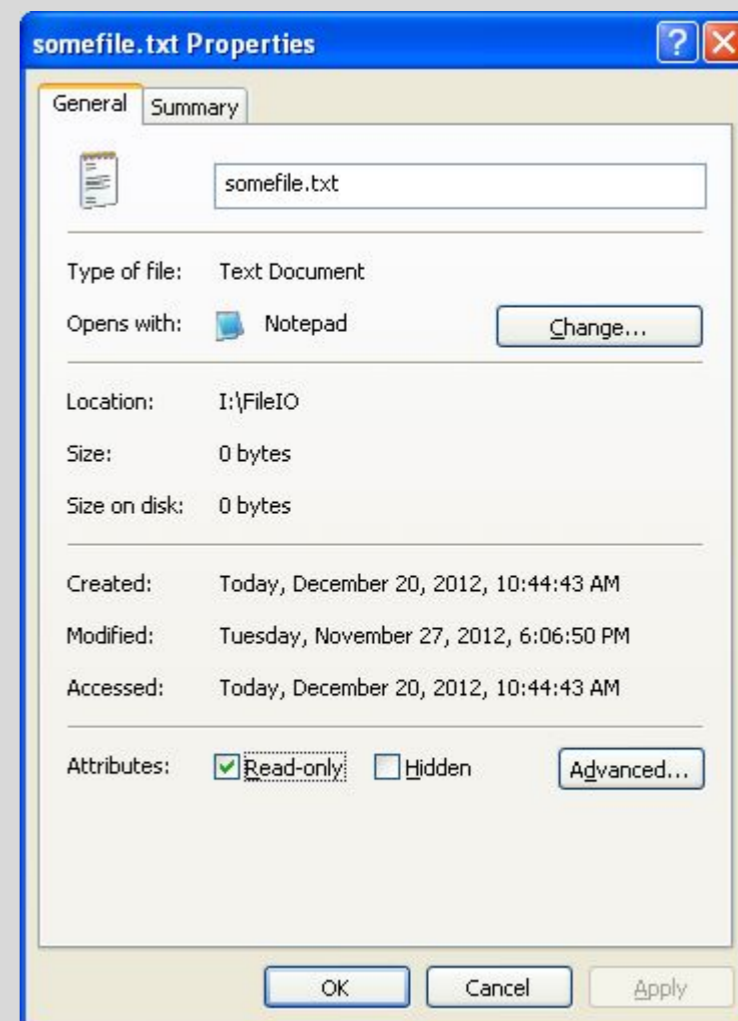 somefile.txt Properties
General Summary
somefile.txt
Type of file: Text Document
Opens with: Notepad Change...
Location: I:\FileIO
Size: 0 bytes
Size on disk: 0 bytes
Created: Today, December 20, 2012, 10:44:43 AM
Modified: Tuesday, November 27, 2012, 6:06:50 PM
Accessed: Today, December 20, 2012, 10:44:43 AM
Attributes: Read-only Hidden Advanced...
OK Cancel Apply